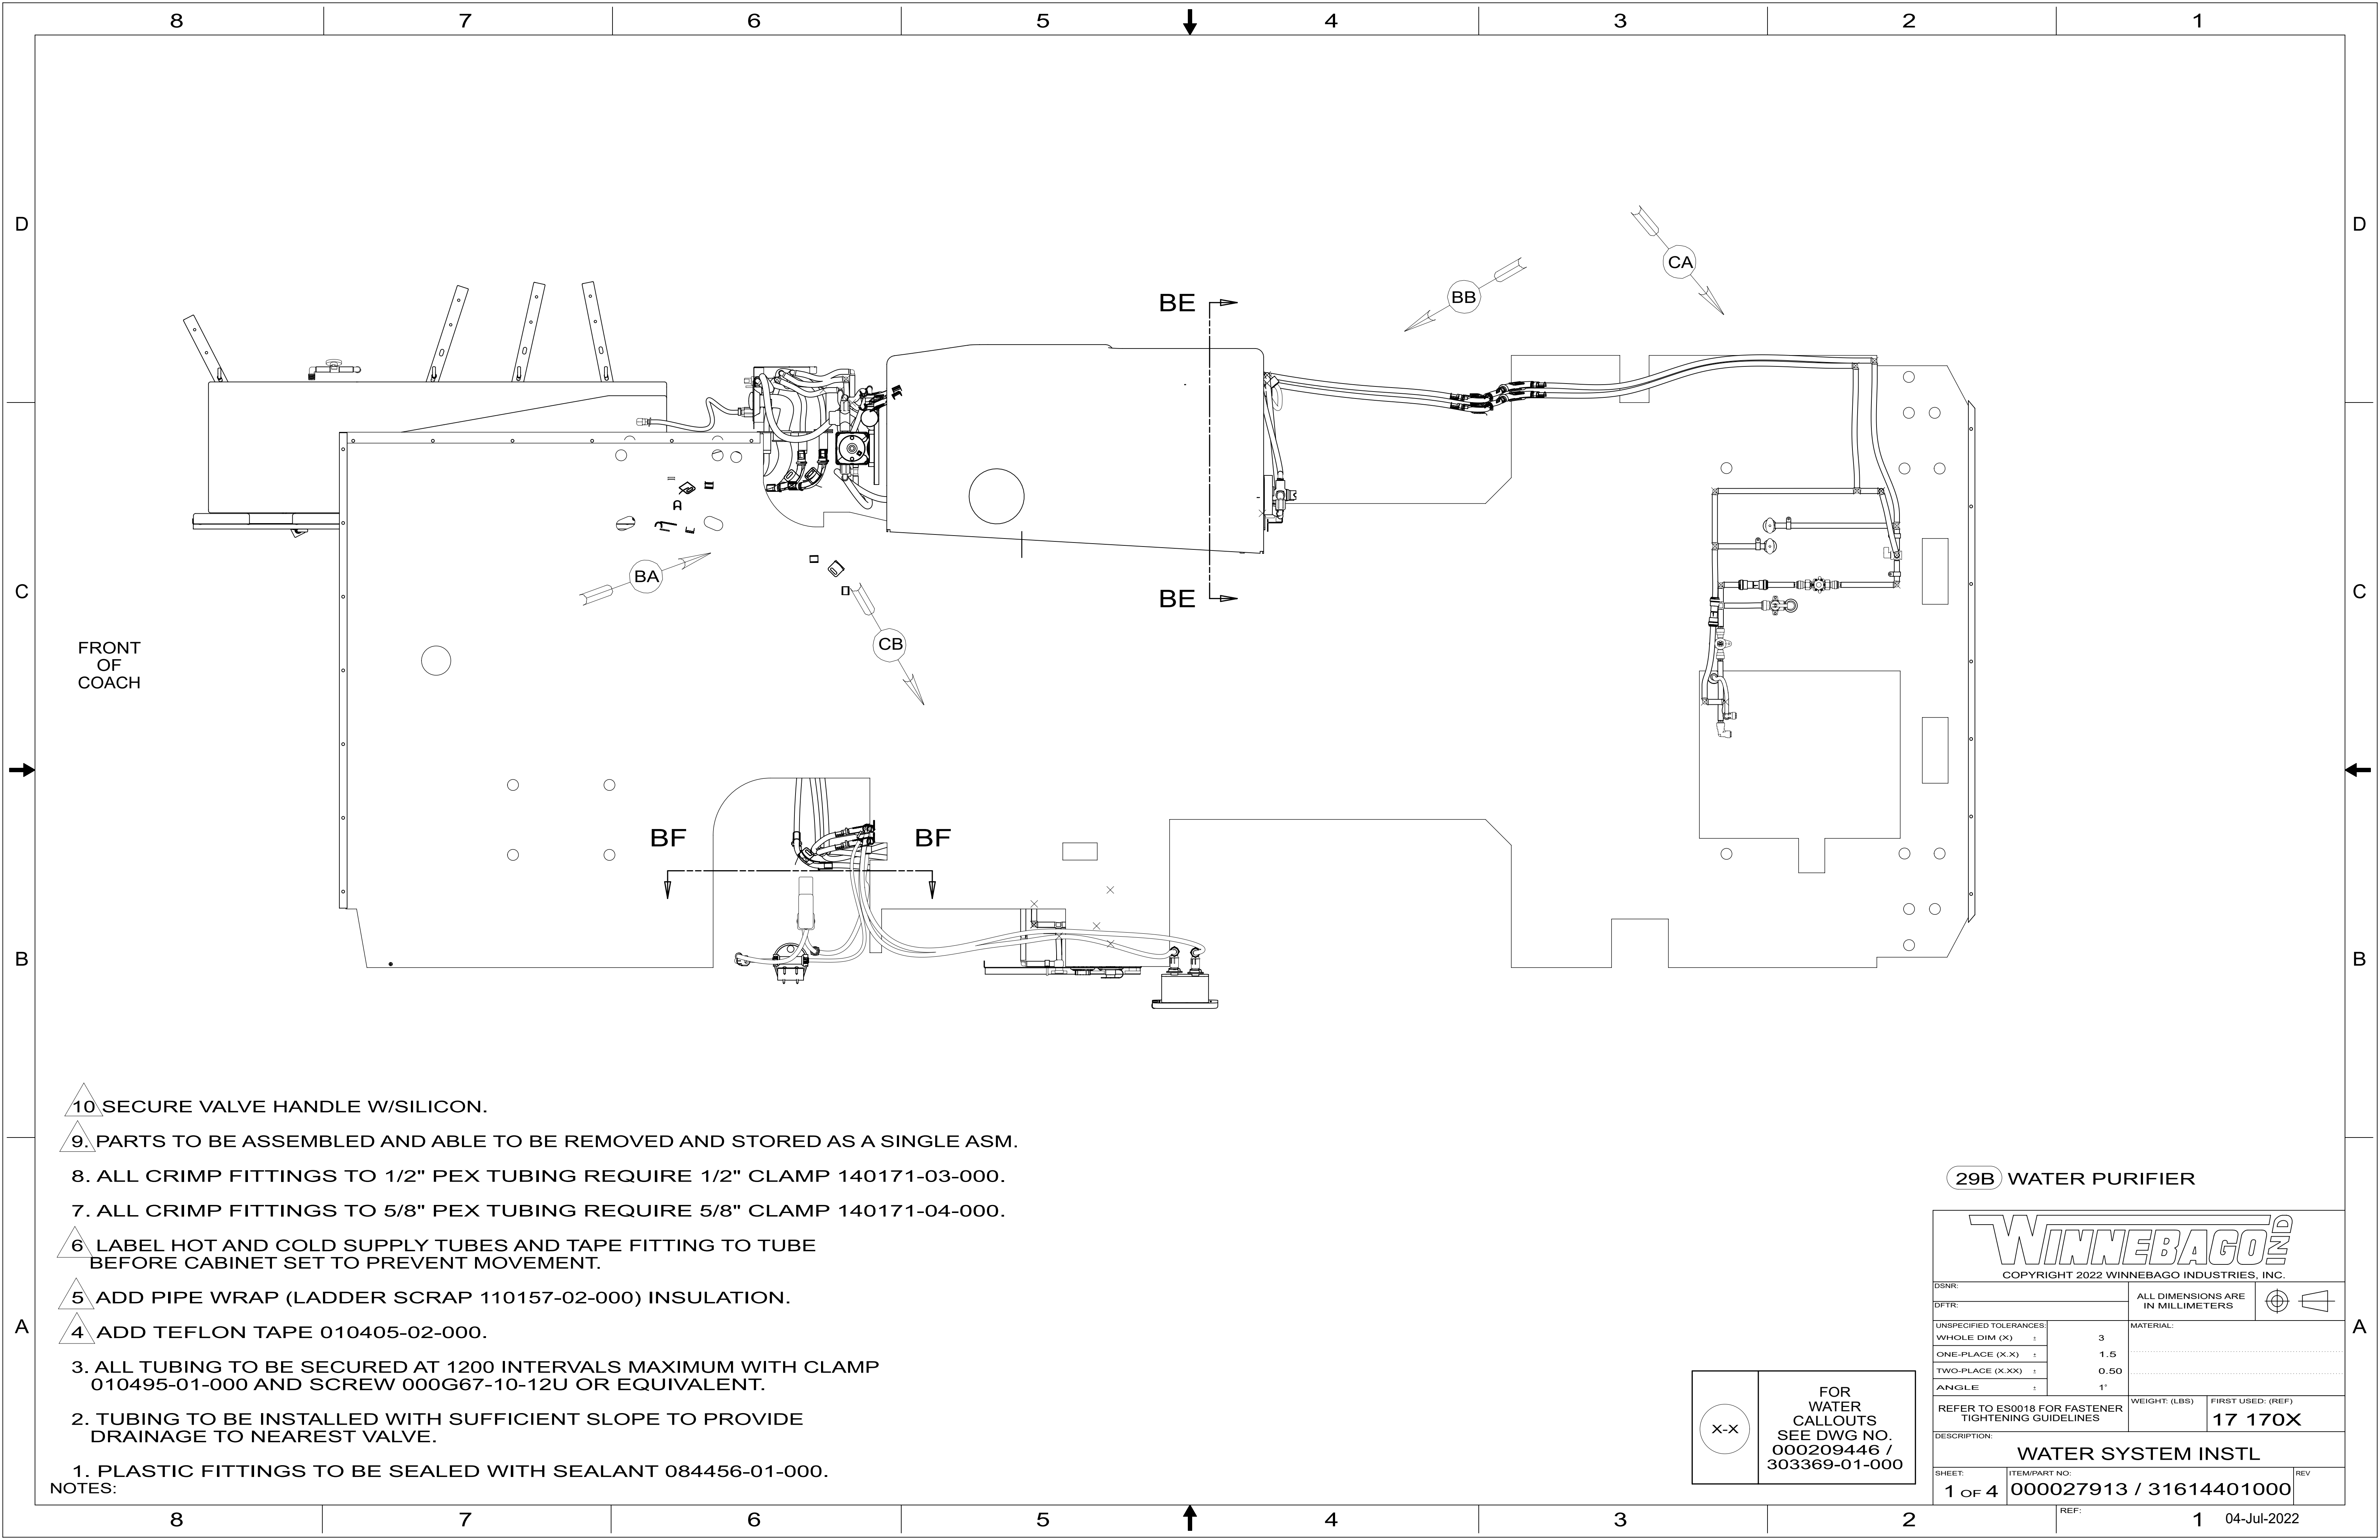 8 7 6 5 4 3 2 1
D D
C C
B B
A A
BE
BB
CA
BA
BE
CB
FRONT
OF
COACH
BF BF
10 SECURE VALVE HANDLE W/SILICON.
9. PARTS TO BE ASSEMBLED AND ABLE TO BE REMOVED AND STORED AS A SINGLE ASM.
8. ALL CRIMP FITTINGS TO 1/2" PEX TUBING REQUIRE 1/2" CLAMP 140171-03-000.
7. ALL CRIMP FITTINGS TO 5/8" PEX TUBING REQUIRE 5/8" CLAMP 140171-04-000.
6 LABEL HOT AND COLD SUPPLY TUBES AND TAPE FITTING TO TUBE
BEFORE CABINET SET TO PREVENT MOVEMENT.
5 ADD PIPE WRAP (LADDER SCRAP 110157-02-000) INSULATION.
4 ADD TEFLON TAPE 010405-02-000.
3. ALL TUBING TO BE SECURED AT 1200 INTERVALS MAXIMUM WITH CLAMP
010495-01-000 AND SCREW 000G67-10-12U OR EQUIVALENT.
2. TUBING TO BE INSTALLED WITH SUFFICIENT SLOPE TO PROVIDE
DRAINAGE TO NEAREST VALVE.
1. PLASTIC FITTINGS TO BE SEALED WITH SEALANT 084456-01-000.
NOTES:
X-X
FOR
WATER
CALLOUTS
SEE DWG NO.
000209446 /
303369-01-000
29B WATER PURIFIER
WINNEBAGO IND
COPYRIGHT 2022 WINNEBAGO INDUSTRIES, INC.
DSNR:
DFTR:
ALL DIMENSIONS ARE
IN MILLIMETERS
UNSPECIFIED TOLERANCES:
WHOLE DIM (X) ± 3
ONE-PLACE (X.X) ± 1.5
TWO-PLACE (X.XX) ± 0.50
ANGLE ± 1°
MATERIAL:
REFER TO ES0018 FOR FASTENER
TIGHTENING GUIDELINES
WEIGHT: (LBS)
FIRST USED: (REF)
17 170X
DESCRIPTION:
WATER SYSTEM INSTL
SHEET:
1 OF 4
ITEM/PART NO:
000027913 / 31614401000
REV
8 7 6 5 4 3 2 1
REF:
04-Jul-2022